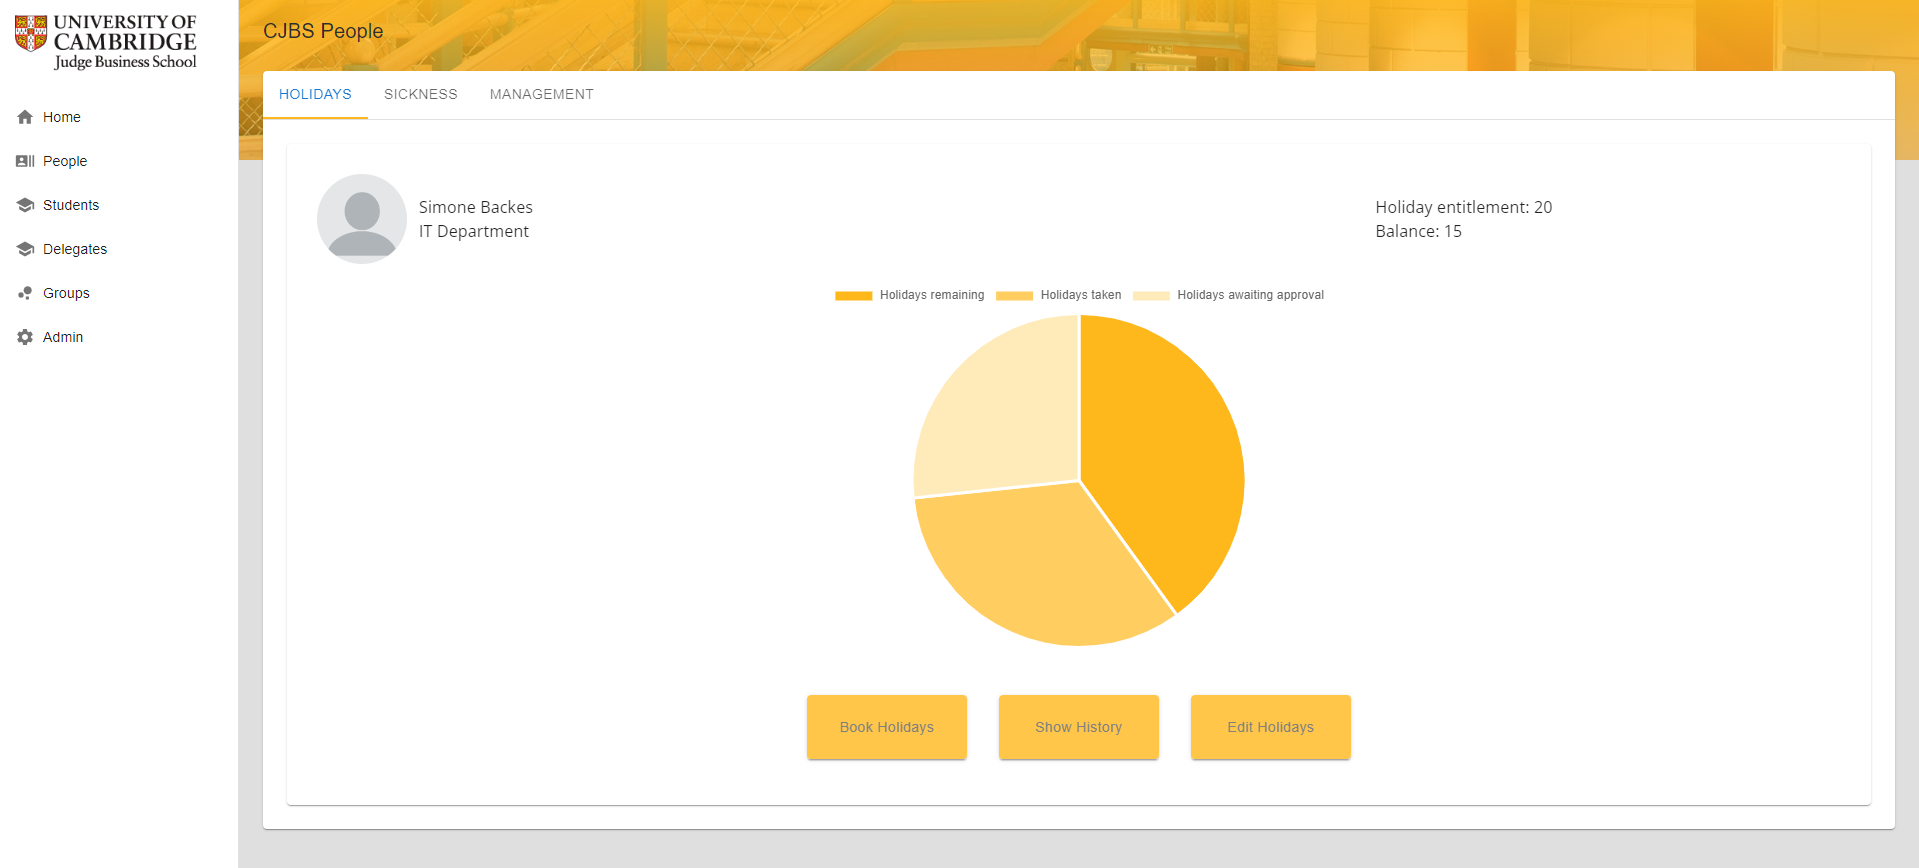 UNIVERSITY OF
CAMBRIDGE
Judge Business School
Home
People
Students
Delegates
Groups
Admin
CJBS People
HOLIDAYS SICKNESS MANAGEMENT
Simone Backes
IT Department
Holiday entitlement: 20
Balance: 15
Holidays remaining Holidays taken Holidays awaiting approval
Book Holidays Show History Edit Holidays